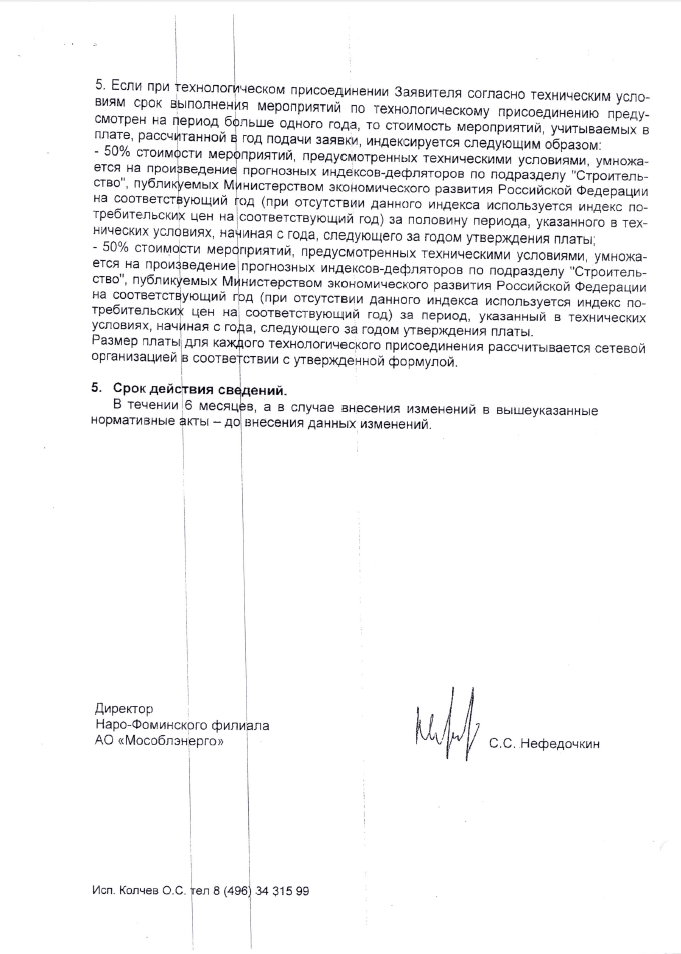 5. Если при технологическом присоединении Заявителя согласно техническим усло-
виям срок выполнения мероприятий по технологическому присоединению преду-
смотрен на период больше одного года, то стоимость мероприятий, учитываемых в
плате, рассчитанной в год подачи заявки, индексируется следующим образом:
- 50% стоимости мероприятий, предусмотренных техническими условиями, умножа-
ется на произведение прогнозных индексов-дефляторов по подразделу "Строитель-
ство", публикуемых Министерством экономического развития Российской Федерации
на соответствующий год (при отсутствии данного индекса используется индекс по-
требительских цен на соответствующий год) за половину периода, указанного в тех-
нических условиях, начиная с года, следующего за годом утверждения платы;
- 50% стоимости мероприятий, предусмотренных техническими условиями, умножа-
ется на произведение прогнозных индексов-дефляторов по подразделу "Строитель-
ство", публикуемых Министерством экономического развития Российской Федерации
на соответствующий год (при отсутствии данного индекса используется индекс по-
требительских цен на соответствующий год) за период, указанный в технических
условиях, начиная с года, следующего за годом утверждения платы.
Размер платы для каждого технологического присоединения рассчитывается сетевой
организацией в соответствии с утвержденной формулой.
5. Срок действия сведений.
В течении 6 месяцев, а в случае внесения изменений в вышеуказанные
нормативные акты – до внесения данных изменений.
Директор
Наро-Фоминского филиала
АО «Мособлэнерго»
С.С. Нефедочкин
Исп. Колчев О.С. тел 8 (496) 34 315 99